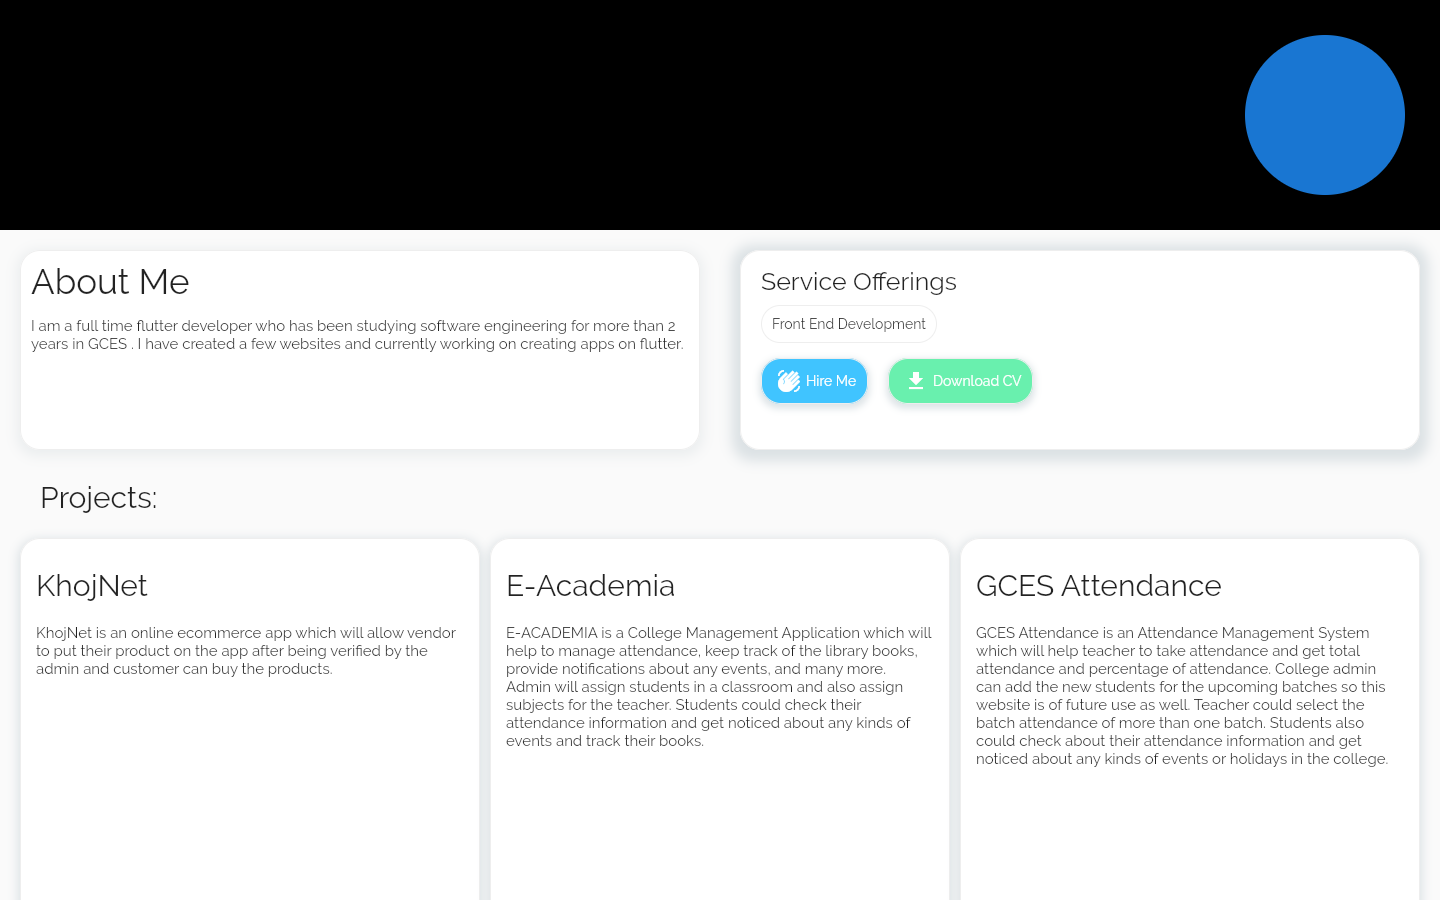 About Me
I am a full time flutter developer who has been studying software engineering for more than 2
years in GCES . I have created a few websites and currently working on creating apps on flutter.
Service Offerings
Front End Development
Hire Me
Download CV
Projects:
KhojNet
KhojNet is an online ecommerce app which will allow vendor
to put their product on the app after being verified by the
admin and customer can buy the products.
E-Academia
E-ACADEMIA is a College Management Application which will
help to manage attendance, keep track of the library books,
provide notifications about any events, and many more.
Admin will assign students in a classroom and also assign
subjects for the teacher. Students could check their
attendance information and get noticed about any kinds of
events and track their books.
GCES Attendance
GCES Attendance is an Attendance Management System
which will help teacher to take attendance and get total
attendance and percentage of attendance. College admin
can add the new students for the upcoming batches so this
website is of future use as well. Teacher could select the
batch attendance of more than one batch. Students also
could check about their attendance information and get
noticed about any kinds of events or holidays in the college.